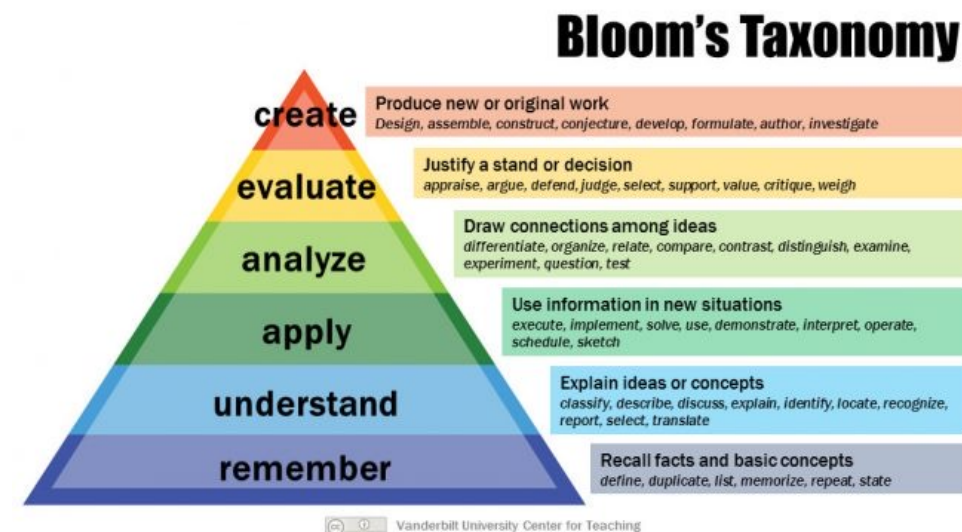 Bloom's Taxonomy
create
Produce new or original work
Design, assemble, construct, conjecture, develop, formulate, author, investigate
evaluate
Justify a stand or decision
appraise, argue, defend, judge, select, support, value, critique, weigh
analyze
Draw connections among ideas
differentiate, organize, relate, compare, contrast, distinguish, examine,
experiment, question, test
apply
Use information in new situations
execute, implement, solve, use, demonstrate, interpret, operate,
schedule, sketch
understand
Explain ideas or concepts
classify, describe, discuss, explain, identify, locate, recognize,
report, select, translate
remember
Recall facts and basic concepts
define, duplicate, list, memorize, repeat, state
cc
Vanderbilt University Center for Teaching